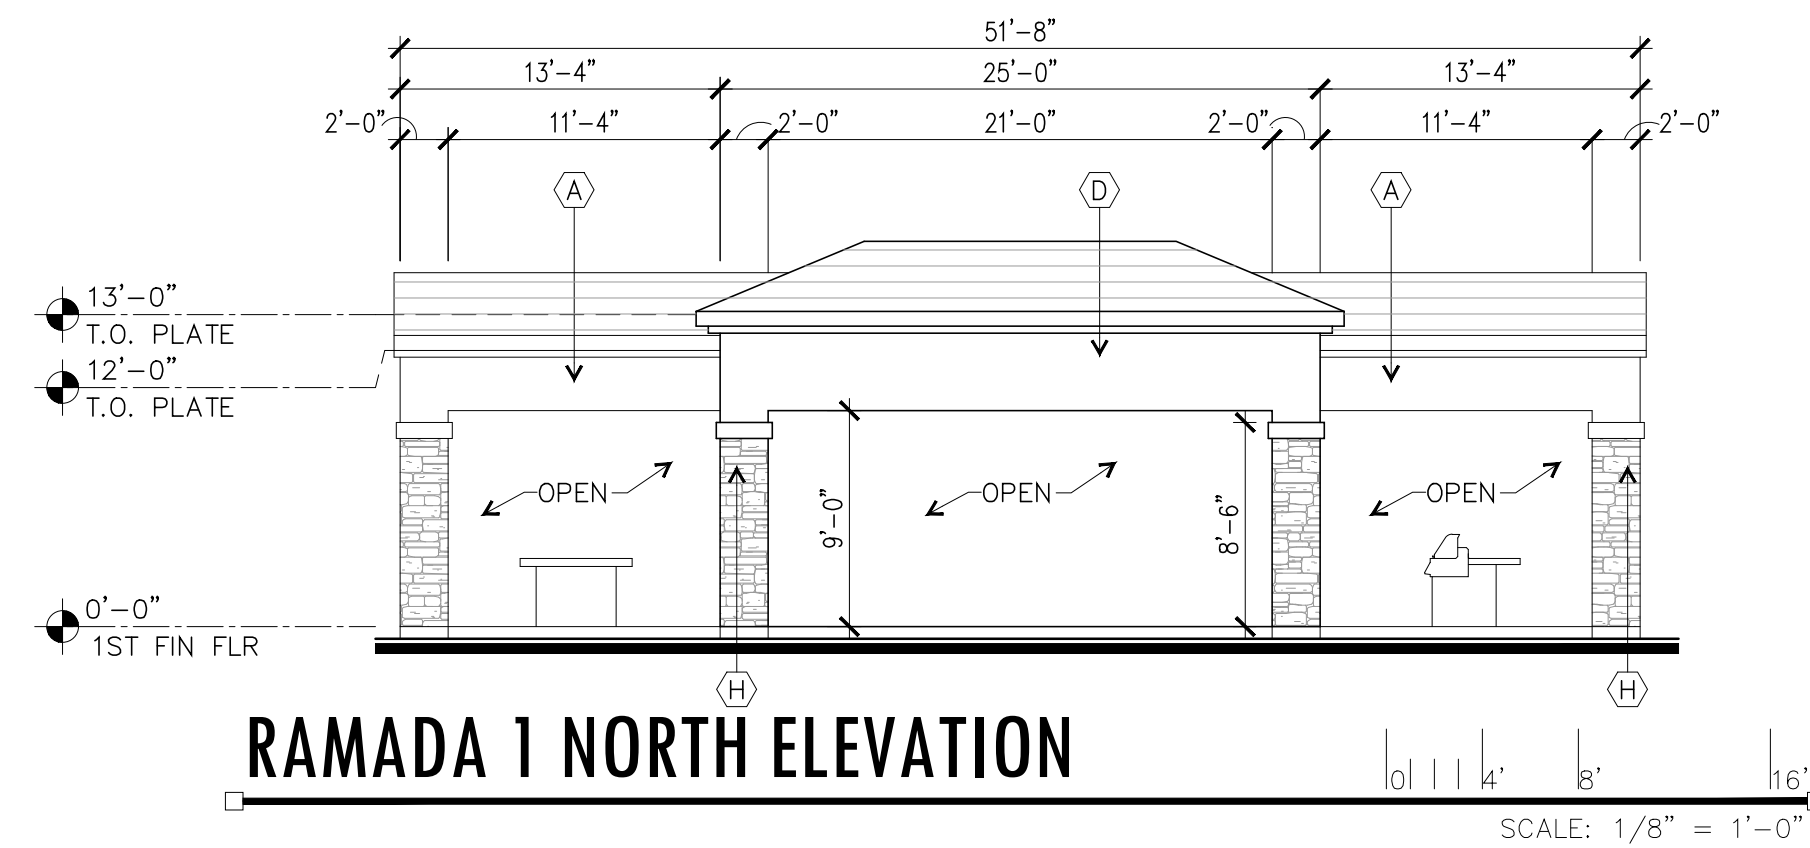 51'-8"
13'-4" 25'-0" 13'-4"
2'-0" 11'-4" 2'-0" 21'-0" 2'-0" 11'-4" 2'-0"
A D A
13'-0"
T.O. PLATE
12'-0"
T.O. PLATE
OPEN OPEN OPEN
9'-0" 8'-6"
0'-0"
1ST FIN FLR
H H
RAMADA 1 NORTH ELEVATION
0 4' 8' 16'
SCALE: 1/8" = 1'-0"